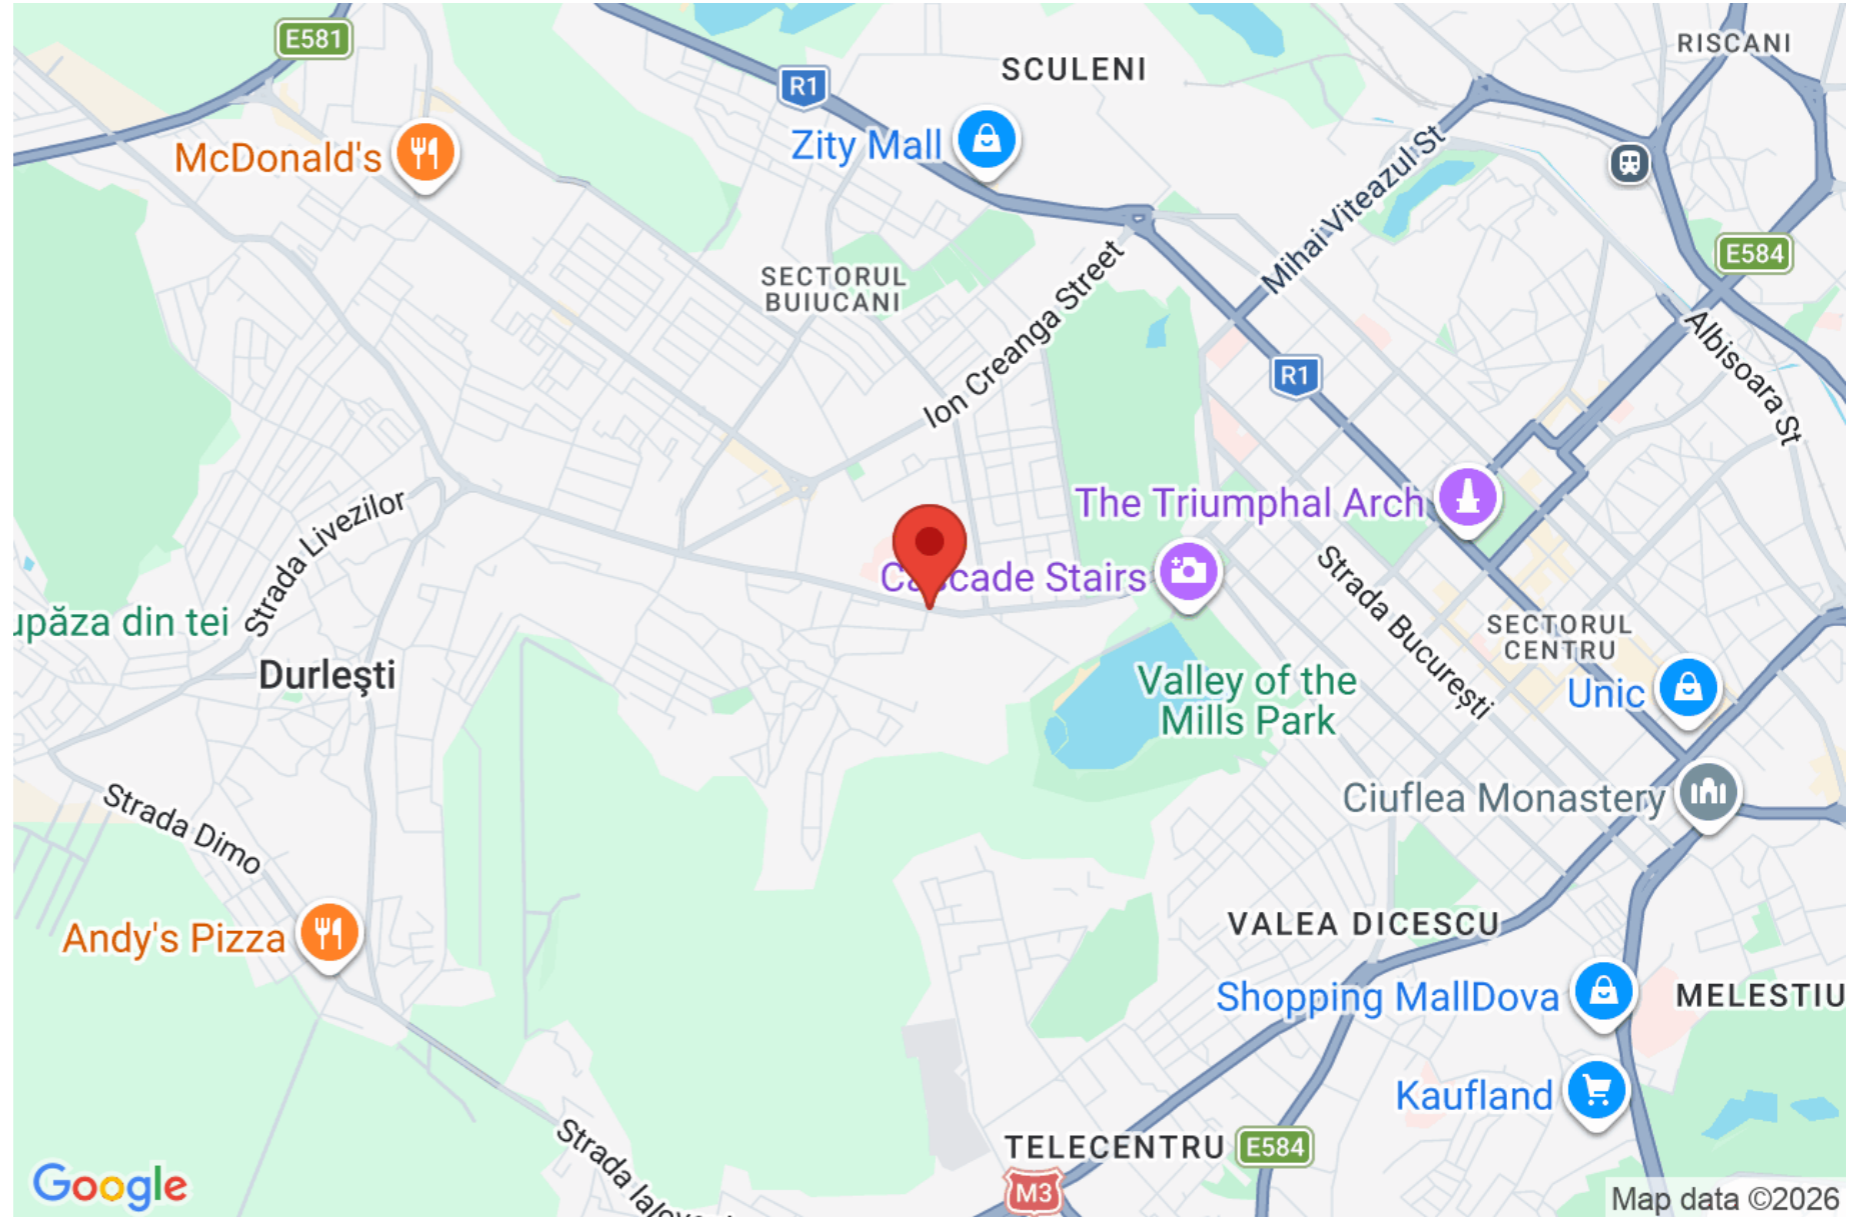 E581
SCULENI
RISCANI
R1
Zity Mall
McDonald's
Mihai Viteazul St
E584
SECTORUL
BUIUCANI
Ion Creanga Street
Albisoara St
R1
The Triumphal Arch
Strada Livezilor
Cascade Stairs
Strada București
upăza din tei
SECTORUL
CENTRU
Durleşti
Valley of the
Mills Park
Unic
Ciuflea Monastery
Strada Dimo
VALEA DICESCU
Andy's Pizza
Shopping MallDova
MELESTIU
Kaufland
Strada
TELECENTRU
E584
M3
Google
Map data ©2026